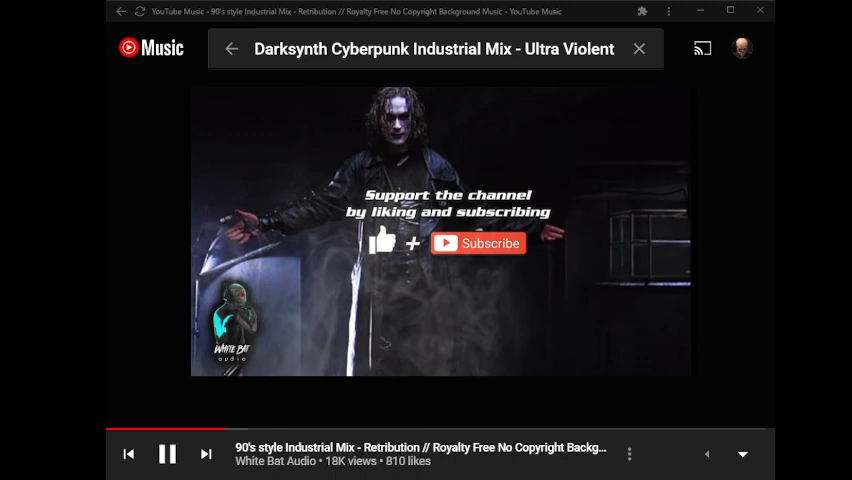 YouTube Music - 90's style Industrial Mix - Retribution // Royalty Free No Copyright Background Music - YouTube Music
Music
Darksynth Cyberpunk Industrial Mix - Ultra Violent
Support the channel
by liking and subscribing
+ Subscribe
WHITE BAT
audio
90's style Industrial Mix - Retribution // Royalty Free No Copyright Backg...
White Bat Audio • 18K views • 810 likes